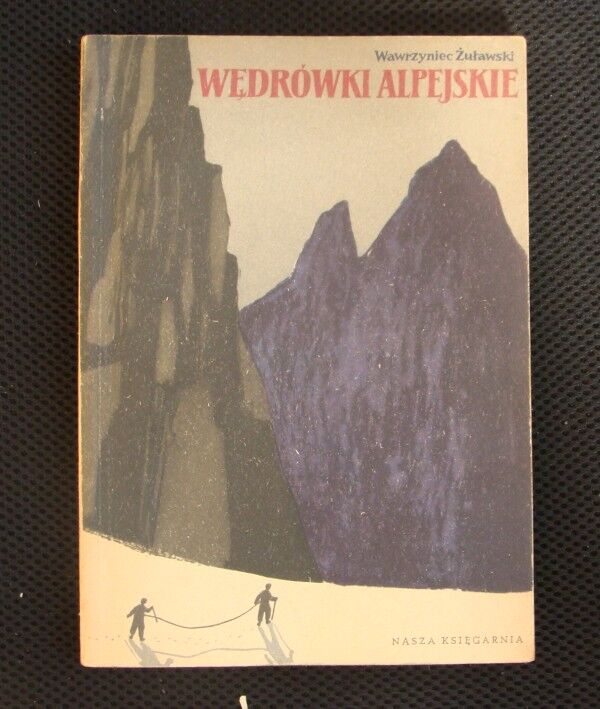 Wawrzyniec Żuławski
WĘDRÓWKI ALPEJSKIE
NASZA KSIĘGARNIA